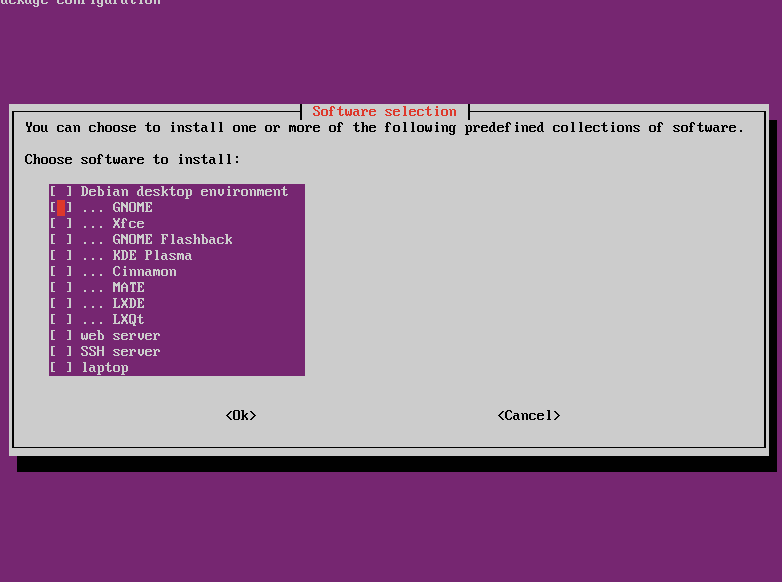 ackage configuration
Software selection
You can choose to install one or more of the following predefined collections of software.
Choose software to install:
[ ] Debian desktop environment
[ ] ... GNOME
[ ] ... Xfce
[ ] ... GNOME Flashback
[ ] ... KDE Plasma
[ ] ... Cinnamon
[ ] ... MATE
[ ] ... LXDE
[ ] ... LXQt
[ ] web server
[ ] SSH server
[ ] laptop
<Ok> <Cancel>